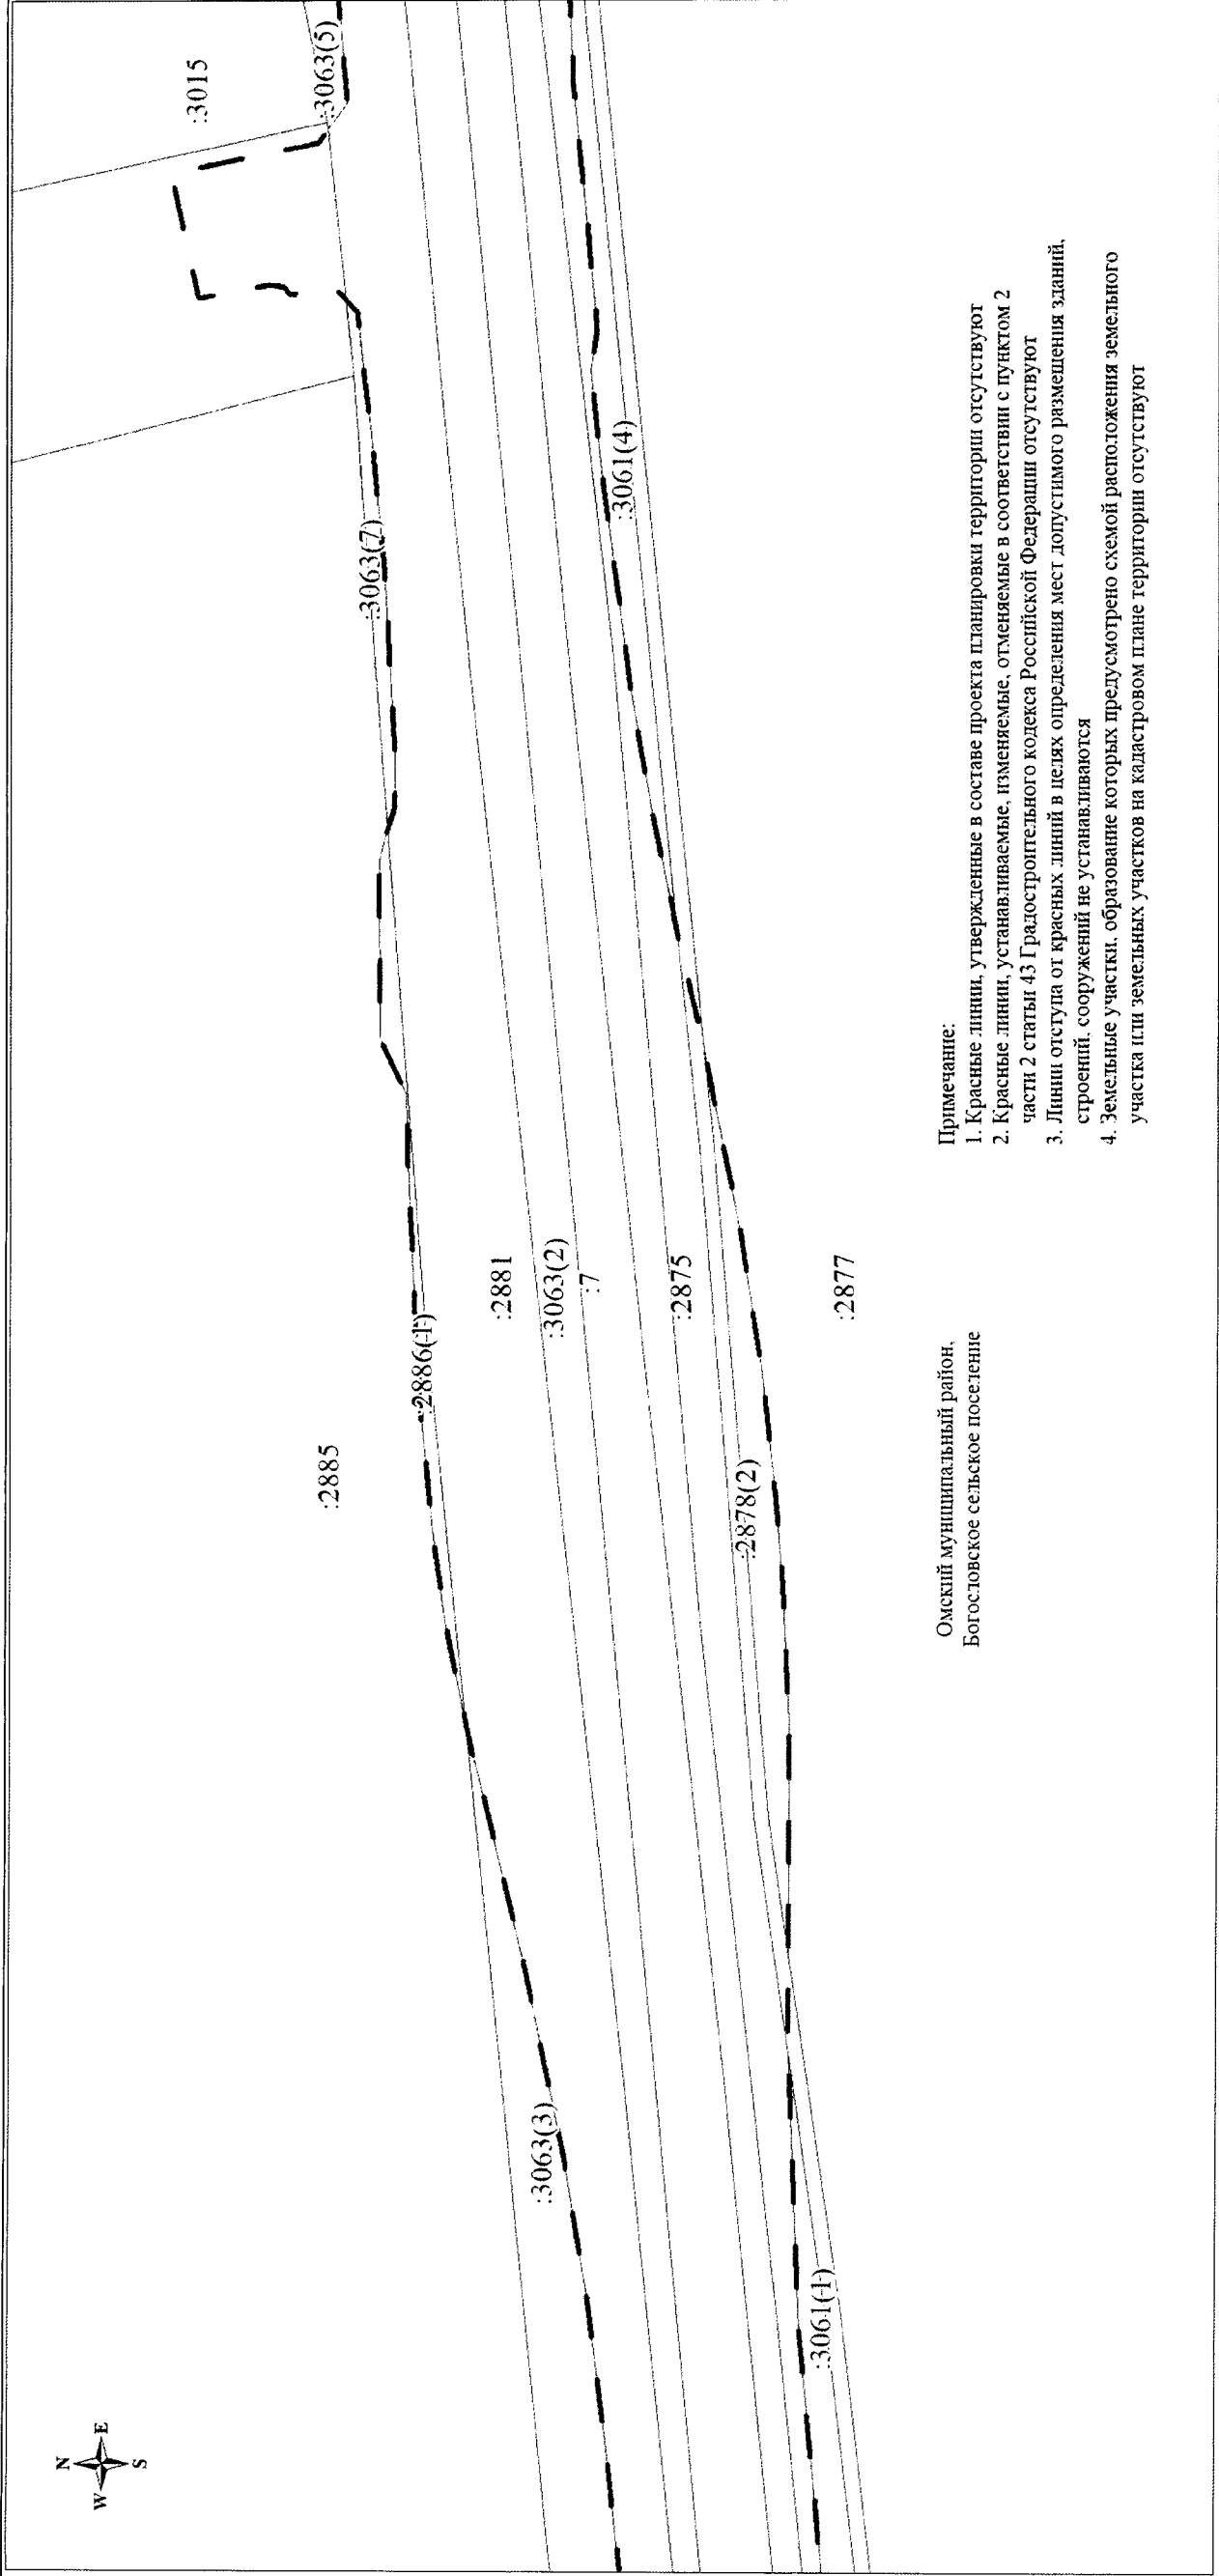 N
W E
S
:3015
:3063(5)
:3063(7)
:3061(4)
:2885
:2886(1)
:2881
:3063(2)
:7
:2875
:2877
:2878(2)
:3063(3)
:3061(1)
Омский муниципальный район,
Богословское сельское поселение
Примечание:
1. Красные линии, утвержденные в составе проекта планировки территории отсутствуют
2. Красные линии, устанавливаемые, изменяемые, отменяемые в соответствии с пунктом 2
части 2 статьи 43 Градостроительного кодекса Российской Федерации отсутствуют
3. Линии отступа от красных линий в целях определения мест допустимого размещения зданий,
строений, сооружений не устанавливаются
4. Земельные участки, образование которых предусмотрено схемой расположения земельного
участка или земельных участков на кадастровом плане территории отсутствуют